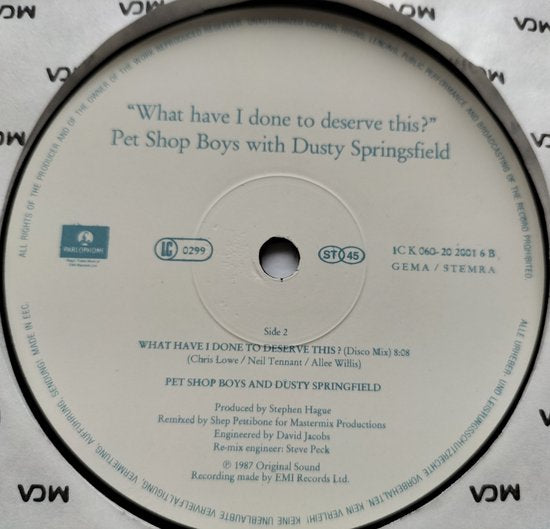 MCA MCA MCA MCA MCA
ALL RIGHTS OF THE PRODUCER AND OF THE OWNER OF THE WORK REPRODUCED RESERVED. UNAUTHORIZED COPYING, HIRING, LENDING, PUBLIC PERFORMANCE AND BROADCASTING OF THE RECORD PROHIBITED.
"What have I done to deserve this?"
Pet Shop Boys with Dusty Springsfield
PARLOPHONE
LC 0299
ST 45
1C K 060-20 2001 6 B
GEMA / STEMRA
Side 2
WHAT HAVE I DONE TO DESERVE THIS? (Disco Mix) 8:08
(Chris Lowe / Neil Tennant / Allee Willis)
PET SHOP BOYS AND DUSTY SPRINGFIELD
Produced by Stephen Hague
Remixed by Shep Pettibone for Mastermix Productions
Engineered by David Jacobs
Re-mix engineer: Steve Peck
℗ 1987 Original Sound
Recording made by EMI Records Ltd.
ALLE URHEBER- UND LEISTUNGSSCHUTZRECHTE VORBEHALTEN. KEIN VERLEIH! KEINE UNERLAUBTE VERVIELFÄLTIGUNG, VERMIETUNG, AUFFÜHRUNG, SENDUNG! MADE IN EEC.
MCA MCA MCA MCA